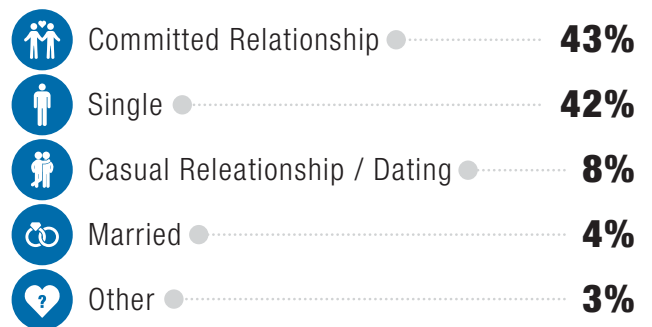 Committed Relationship 43%
Single 42%
Casual Releationship / Dating 8%
Married 4%
? Other 3%